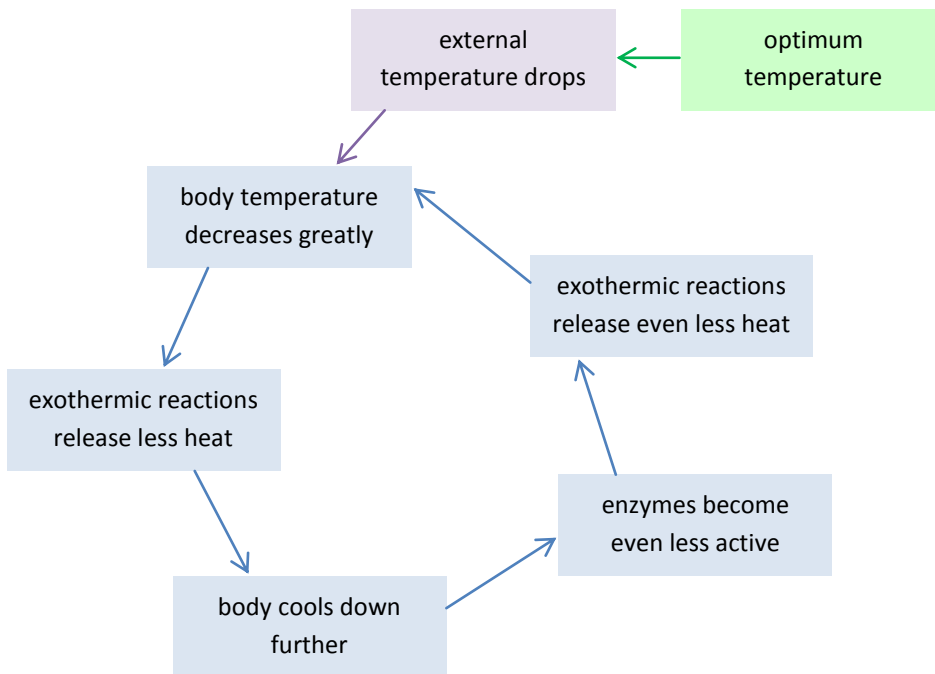 external
temperature drops
optimum
temperature
body temperature
decreases greatly
exothermic reactions
release even less heat
exothermic reactions
release less heat
enzymes become
even less active
body cools down
further